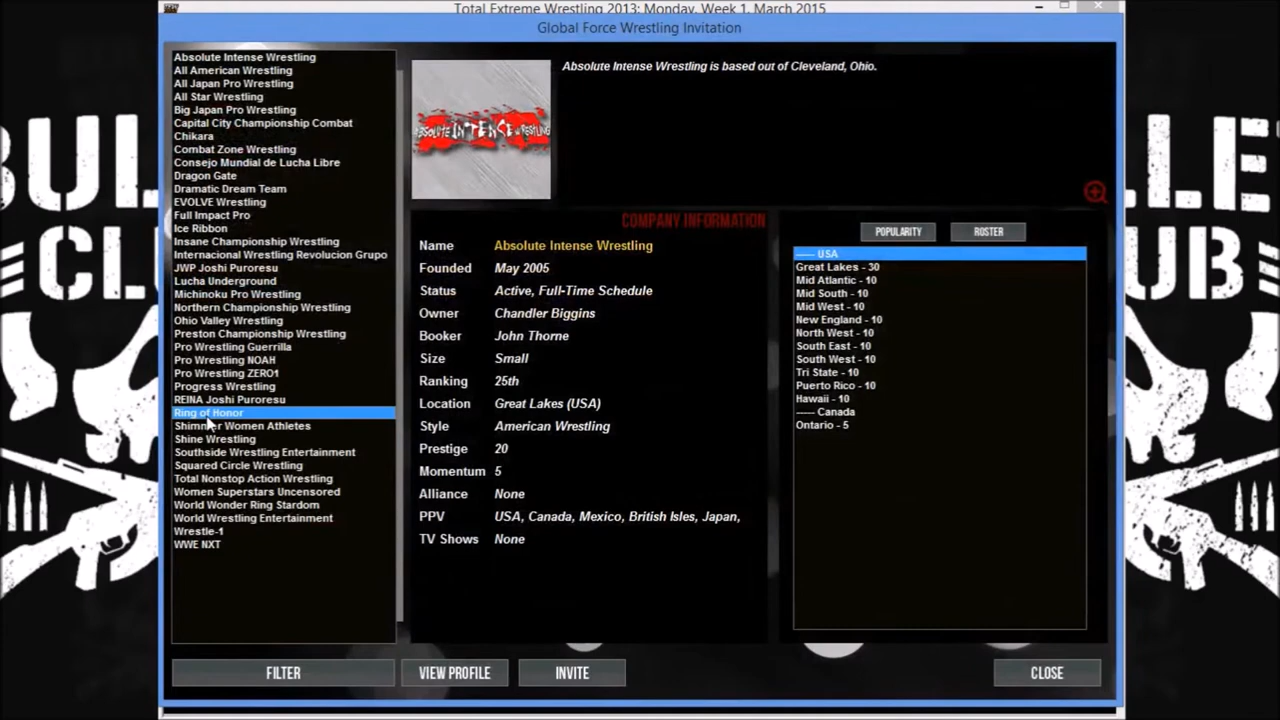 Total Extreme Wrestling 2013: Monday, Week 1, March 2015
Global Force Wrestling Invitation
Absolute Intense Wrestling
All American Wrestling
All Japan Pro Wrestling
All Star Wrestling
Big Japan Pro Wrestling
Capital City Championship Combat
Chikara
Combat Zone Wrestling
Consejo Mundial de Lucha Libre
Dragon Gate
Dramatic Dream Team
EVOLVE Wrestling
Full Impact Pro
Ice Ribbon
Insane Championship Wrestling
Internacional Wrestling Revolucion Grupo
JWP Joshi Puroresu
Lucha Underground
Michinoku Pro Wrestling
Northern Championship Wrestling
Ohio Valley Wrestling
Preston Championship Wrestling
Pro Wrestling Guerrilla
Pro Wrestling NOAH
Pro Wrestling ZERO1
Progress Wrestling
REINA Joshi Puroresu
Ring of Honor
Shimmer Women Athletes
Shine Wrestling
Southside Wrestling Entertainment
Squared Circle Wrestling
Total Nonstop Action Wrestling
Women Superstars Uncensored
World Wonder Ring Stardom
World Wrestling Entertainment
Wrestle-1
WWE NXT
ABSOLUTE INTENSE WRESTLING
Absolute Intense Wrestling is based out of Cleveland, Ohio.
COMPANY INFORMATION
Name Absolute Intense Wrestling
Founded May 2005
Status Active, Full-Time Schedule
Owner Chandler Biggins
Booker John Thorne
Size Small
Ranking 25th
Location Great Lakes (USA)
Style American Wrestling
Prestige 20
Momentum 5
Alliance None
PPV USA, Canada, Mexico, British Isles, Japan,
TV Shows None
POPULARITY ROSTER
----- USA
Great Lakes - 30
Mid Atlantic - 10
Mid South - 10
Mid West - 10
New England - 10
North West - 10
South East - 10
South West - 10
Tri State - 10
Puerto Rico - 10
Hawaii - 10
----- Canada
Ontario - 5
FILTER VIEW PROFILE INVITE CLOSE
BUL
CLU
LLE
UB